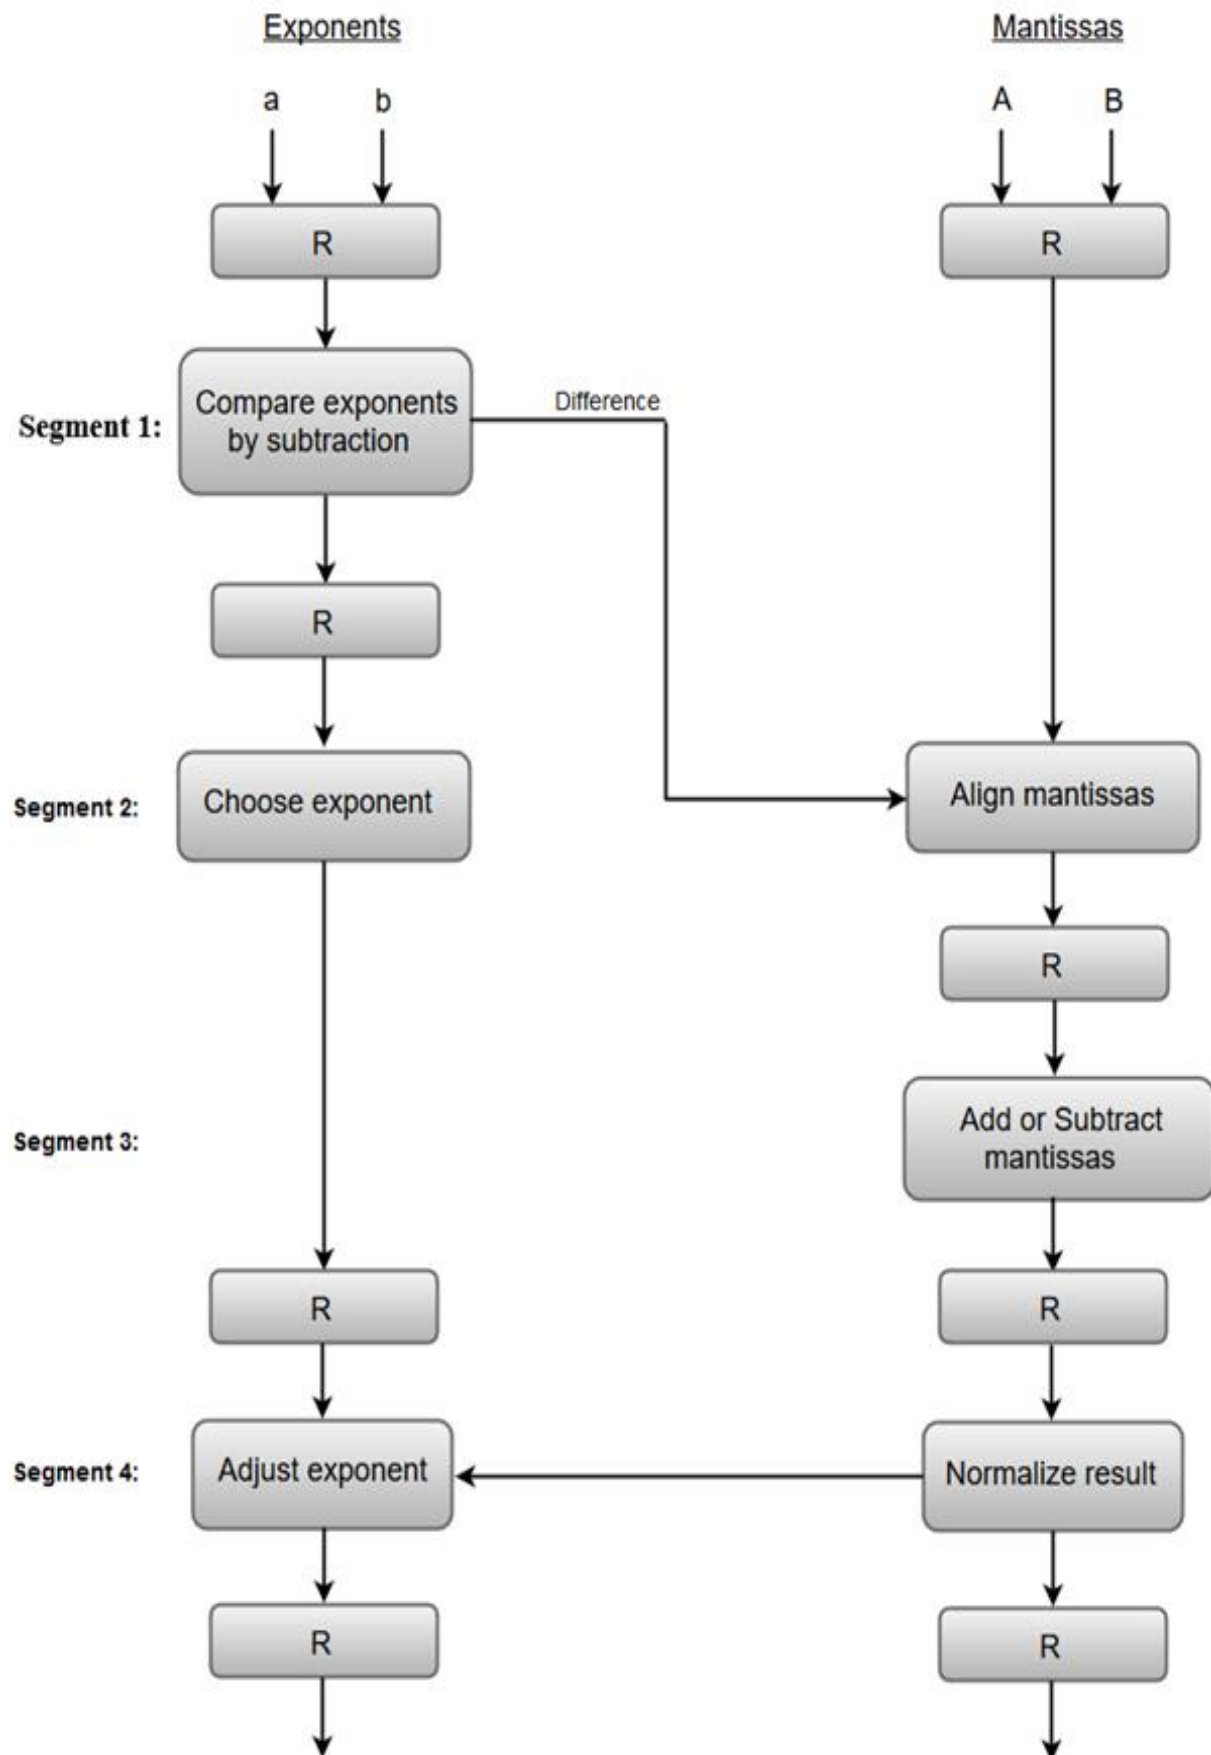 Exponents
Mantissas
a
b
A
B
R
R
Segment 1:
Compare exponents
by subtraction
Difference
R
Segment 2:
Choose exponent
Align mantissas
R
Segment 3:
Add or Subtract
mantissas
R
R
Segment 4:
Adjust exponent
Normalize result
R
R